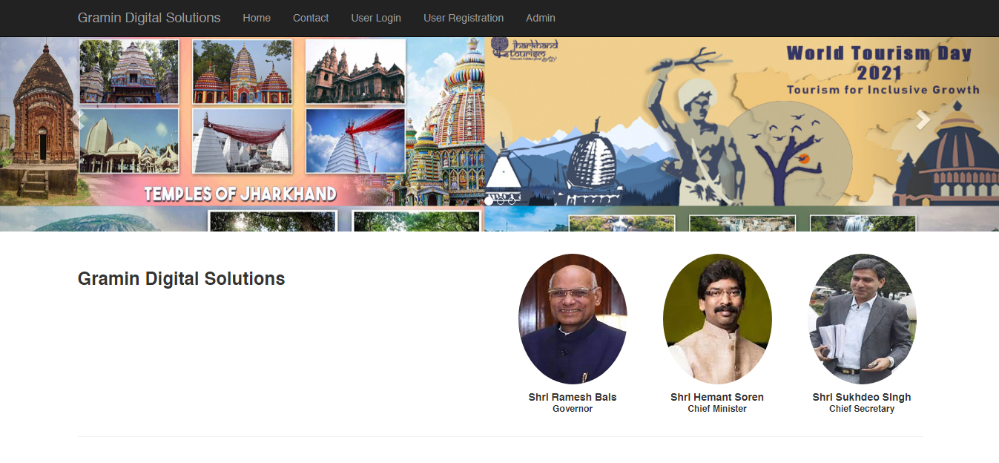 Gramin Digital Solutions Home Contact User Login User Registration Admin
jharkhand
tourism
World Tourism Day
2021
Tourism for Inclusive Growth
TEMPLES OF JHARKHAND
Gramin Digital Solutions
Shri Ramesh Bais
Governor
Shri Hemant Soren
Chief Minister
Shri Sukhdeo Singh
Chief Secretary